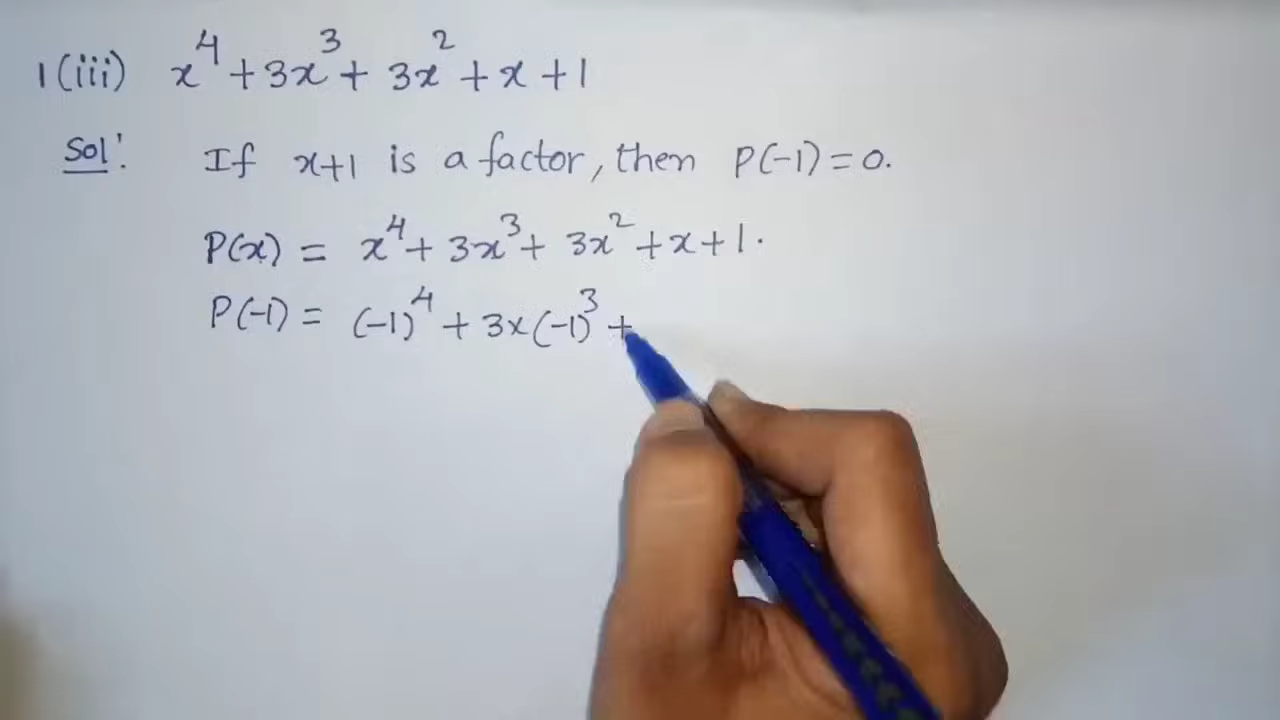 1(iii) x⁴ + 3x³ + 3x² + x + 1
Sol: If x+1 is a factor, then P(-1) = 0.
P(x) = x⁴ + 3x³ + 3x² + x + 1.
P(-1) = (-1)⁴ + 3×(-1)³ +